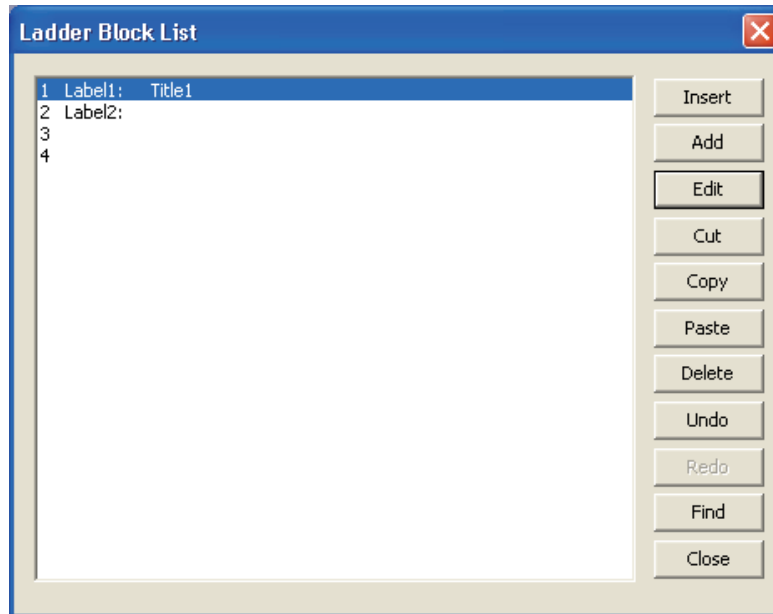 Ladder Block List
1 Label1: Title1
2 Label2:
3
4
Insert
Add
Edit
Cut
Copy
Paste
Delete
Undo
Redo
Find
Close